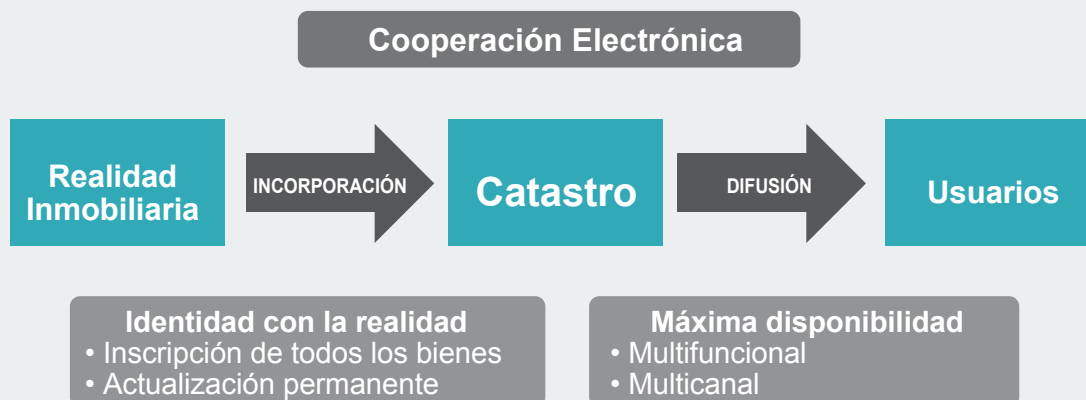 Cooperación Electrónica
Realidad
Inmobiliaria
INCORPORACIÓN
Catastro
DIFUSIÓN
Usuarios
Identidad con la realidad
• Inscripción de todos los bienes
• Actualización permanente
Máxima disponibilidad
• Multifuncional
• Multicanal